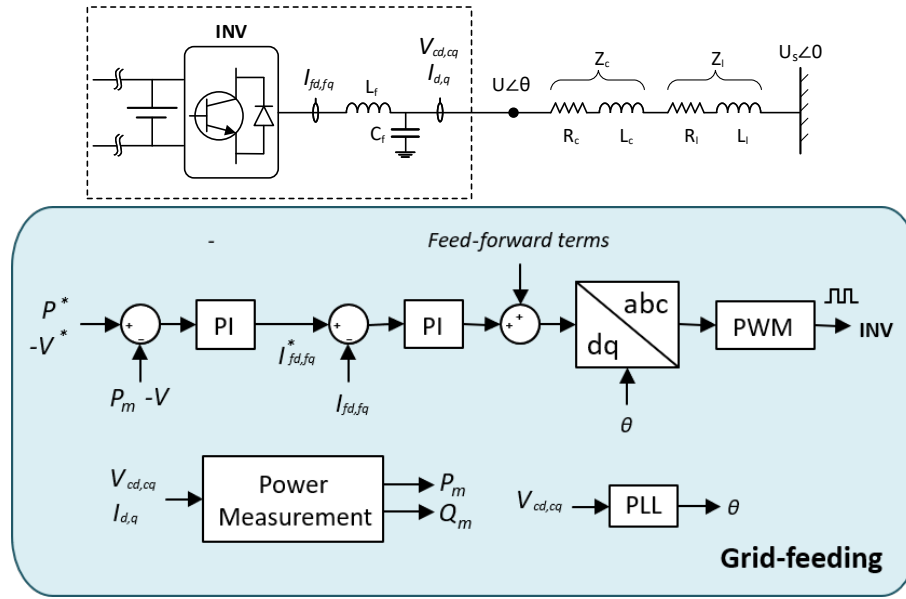 INV
V_cd,cq
I_fd,fq
I_d,q
L_f
C_f
U∠θ
Z_c
Z_l
U_s∠0
R_c
L_c
R_l
L_l
-
Feed-forward terms
P*
-V*
+
-
PI
I*_fd,fq
+
-
PI
+
+
abc
dq
PWM
INV
P_m -V
I_fd,fq
θ
V_cd,cq
I_d,q
Power
Measurement
P_m
Q_m
V_cd,cq
PLL
θ
Grid-feeding